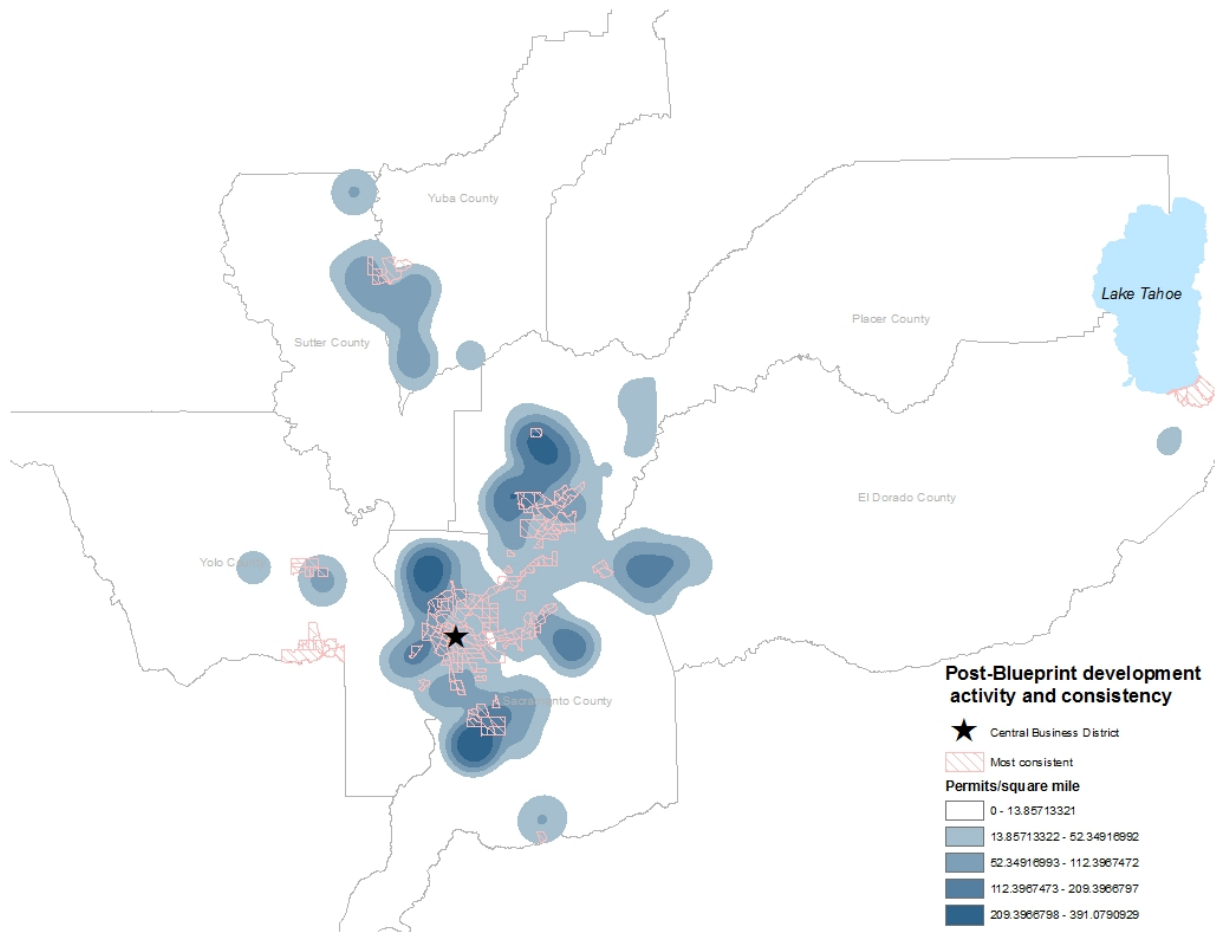 Yuba County
Lake Tahoe
Placer County
Sutter County
El Dorado County
Yolo County
Sacramento County
Post-Blueprint development
activity and consistency
Central Business District
Most consistent
Permits/square mile
0 - 13.85713321
13.85713322 - 52.34916992
52.34916993 - 112.3967472
112.3967473 - 209.3966797
209.3966798 - 391.0790929